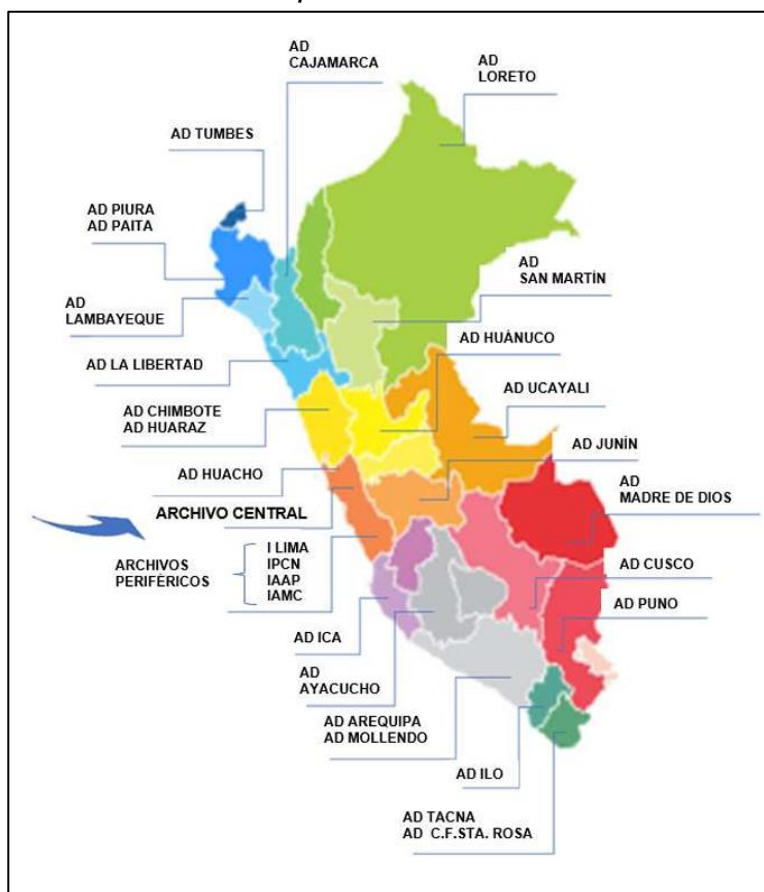 AD
CAJAMARCA
AD
LORETO
AD TUMBES
AD PIURA
AD PAITA
AD
SAN MARTÍN
AD
LAMBAYEQUE
AD HUÁNUCO
AD LA LIBERTAD
AD UCAYALI
AD CHIMBOTE
AD HUARAZ
AD JUNÍN
AD HUACHO
AD
MADRE DE DIOS
ARCHIVO CENTRAL
ARCHIVOS
PERIFÉRICOS
I LIMA
IPCN
IAAP
IAMC
AD CUSCO
AD PUNO
AD ICA
AD
AYACUCHO
AD AREQUIPA
AD MOLLENDO
AD ILO
AD TACNA
AD C.F.STA. ROSA